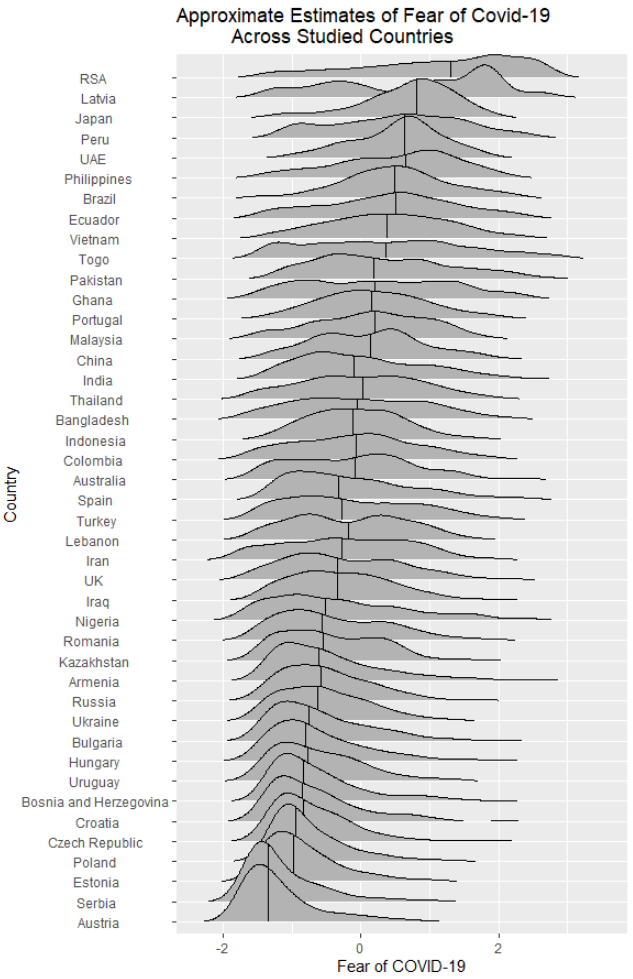 Approximate Estimates of Fear of Covid-19
Across Studied Countries
Country
RSA
Latvia
Japan
Peru
UAE
Philippines
Brazil
Ecuador
Vietnam
Togo
Pakistan
Ghana
Portugal
Malaysia
China
India
Thailand
Bangladesh
Indonesia
Colombia
Australia
Spain
Turkey
Lebanon
Iran
UK
Iraq
Nigeria
Romania
Kazakhstan
Armenia
Russia
Ukraine
Bulgaria
Hungary
Uruguay
Bosnia and Herzegovina
Croatia
Czech Republic
Poland
Estonia
Serbia
Austria
-2 0 2
Fear of COVID-19